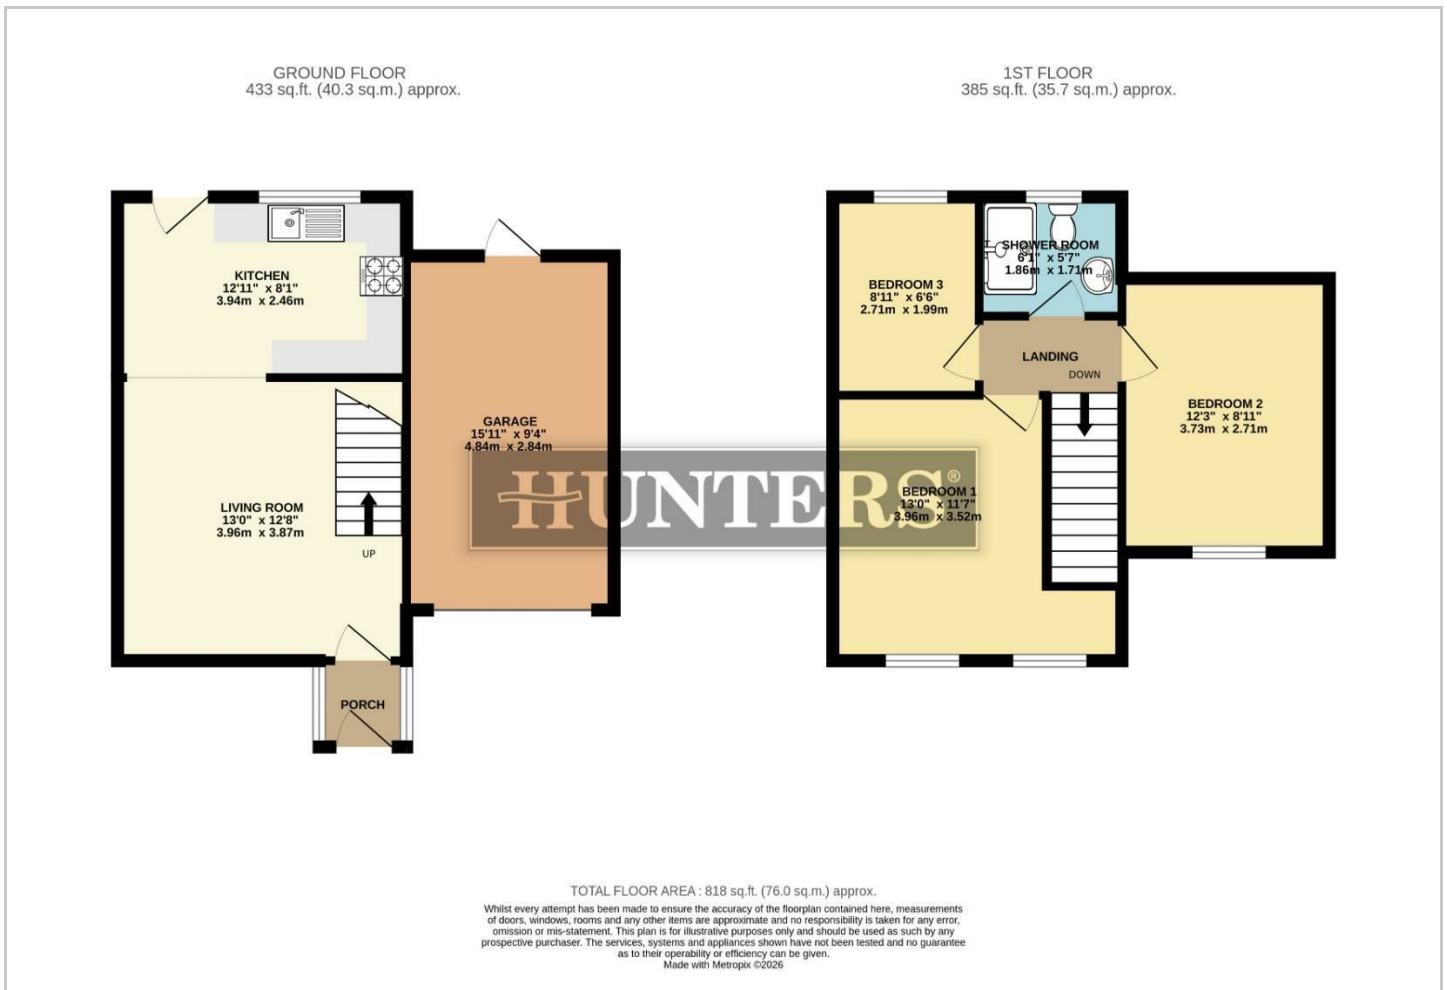 GROUND FLOOR
433 sq.ft. (40.3 sq.m.) approx.
1ST FLOOR
385 sq.ft. (35.7 sq.m.) approx.
KITCHEN
12'11" x 8'1"
3.94m x 2.46m
GARAGE
15'11" x 9'4"
4.84m x 2.84m
LIVING ROOM
13'0" x 12'8"
3.96m x 3.87m
UP
PORCH
SHOWER ROOM
6'1" x 5'7"
1.86m x 1.71m
BEDROOM 3
8'11" x 6'6"
2.71m x 1.99m
LANDING
DOWN
BEDROOM 2
12'3" x 8'11"
3.73m x 2.71m
BEDROOM 1
13'0" x 11'7"
3.96m x 3.52m
HUNTERS®
TOTAL FLOOR AREA : 818 sq.ft. (76.0 sq.m.) approx.
Whilst every attempt has been made to ensure the accuracy of the floorplan contained here, measurements
of doors, windows, rooms and any other items are approximate and no responsibility is taken for any error,
omission or mis-statement. This plan is for illustrative purposes only and should be used as such by any
prospective purchaser. The services, systems and appliances shown have not been tested and no guarantee
as to their operability or efficiency can be given.
Made with Metropix ©2026